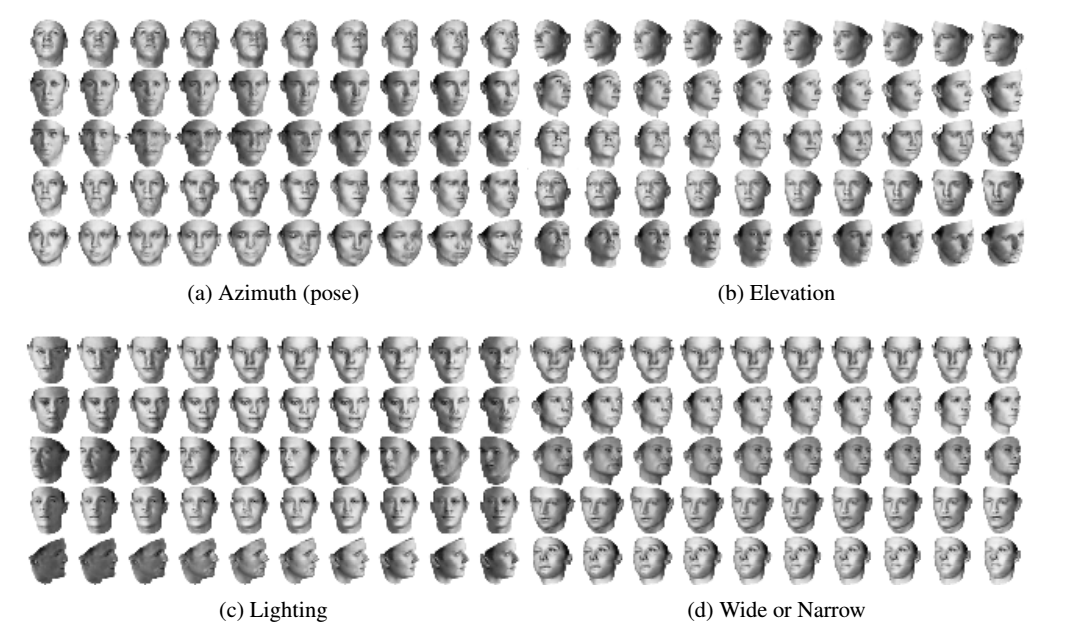 (a) Azimuth (pose)
(b) Elevation
(c) Lighting
(d) Wide or Narrow